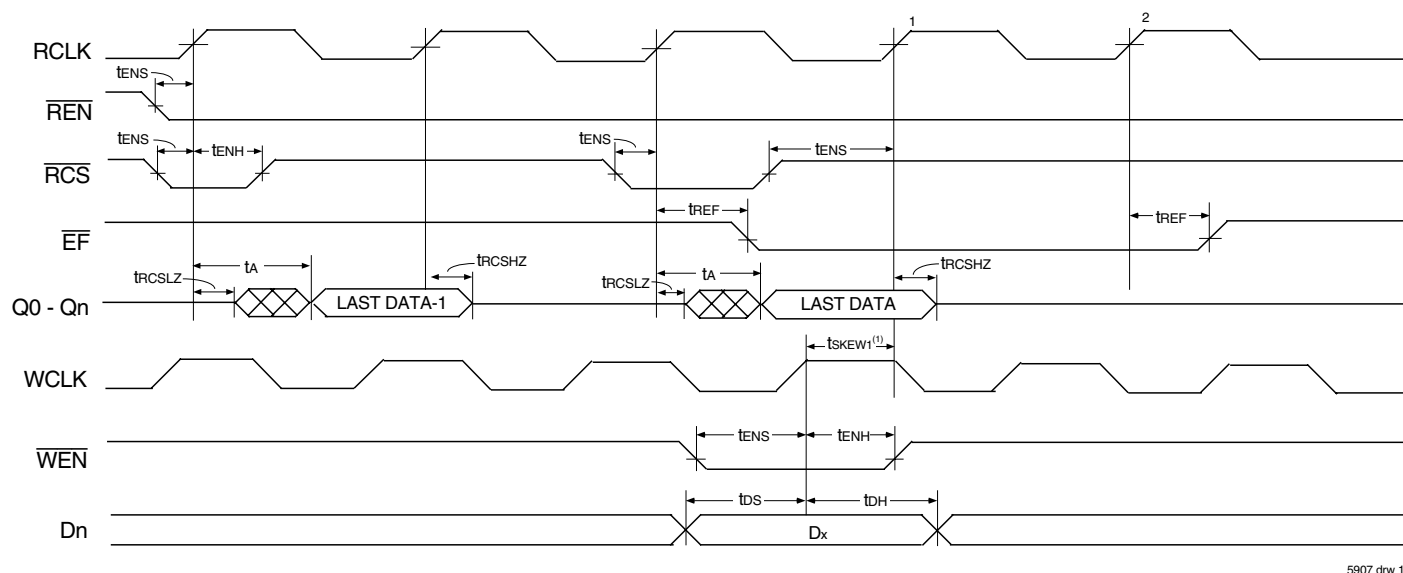 1 2
RCLK
tENS
REN
tENS tENH tENS tENS
RCS
tREF tREF
EF
tA tRCSHZ tA tRCSHZ
tRCSLZ tRCSLZ
Q0 - Qn LAST DATA-1 LAST DATA
tSKEW1(1)
WCLK
tENS tENH
WEN
tDS tDH
Dn Dx
5907 drw 1